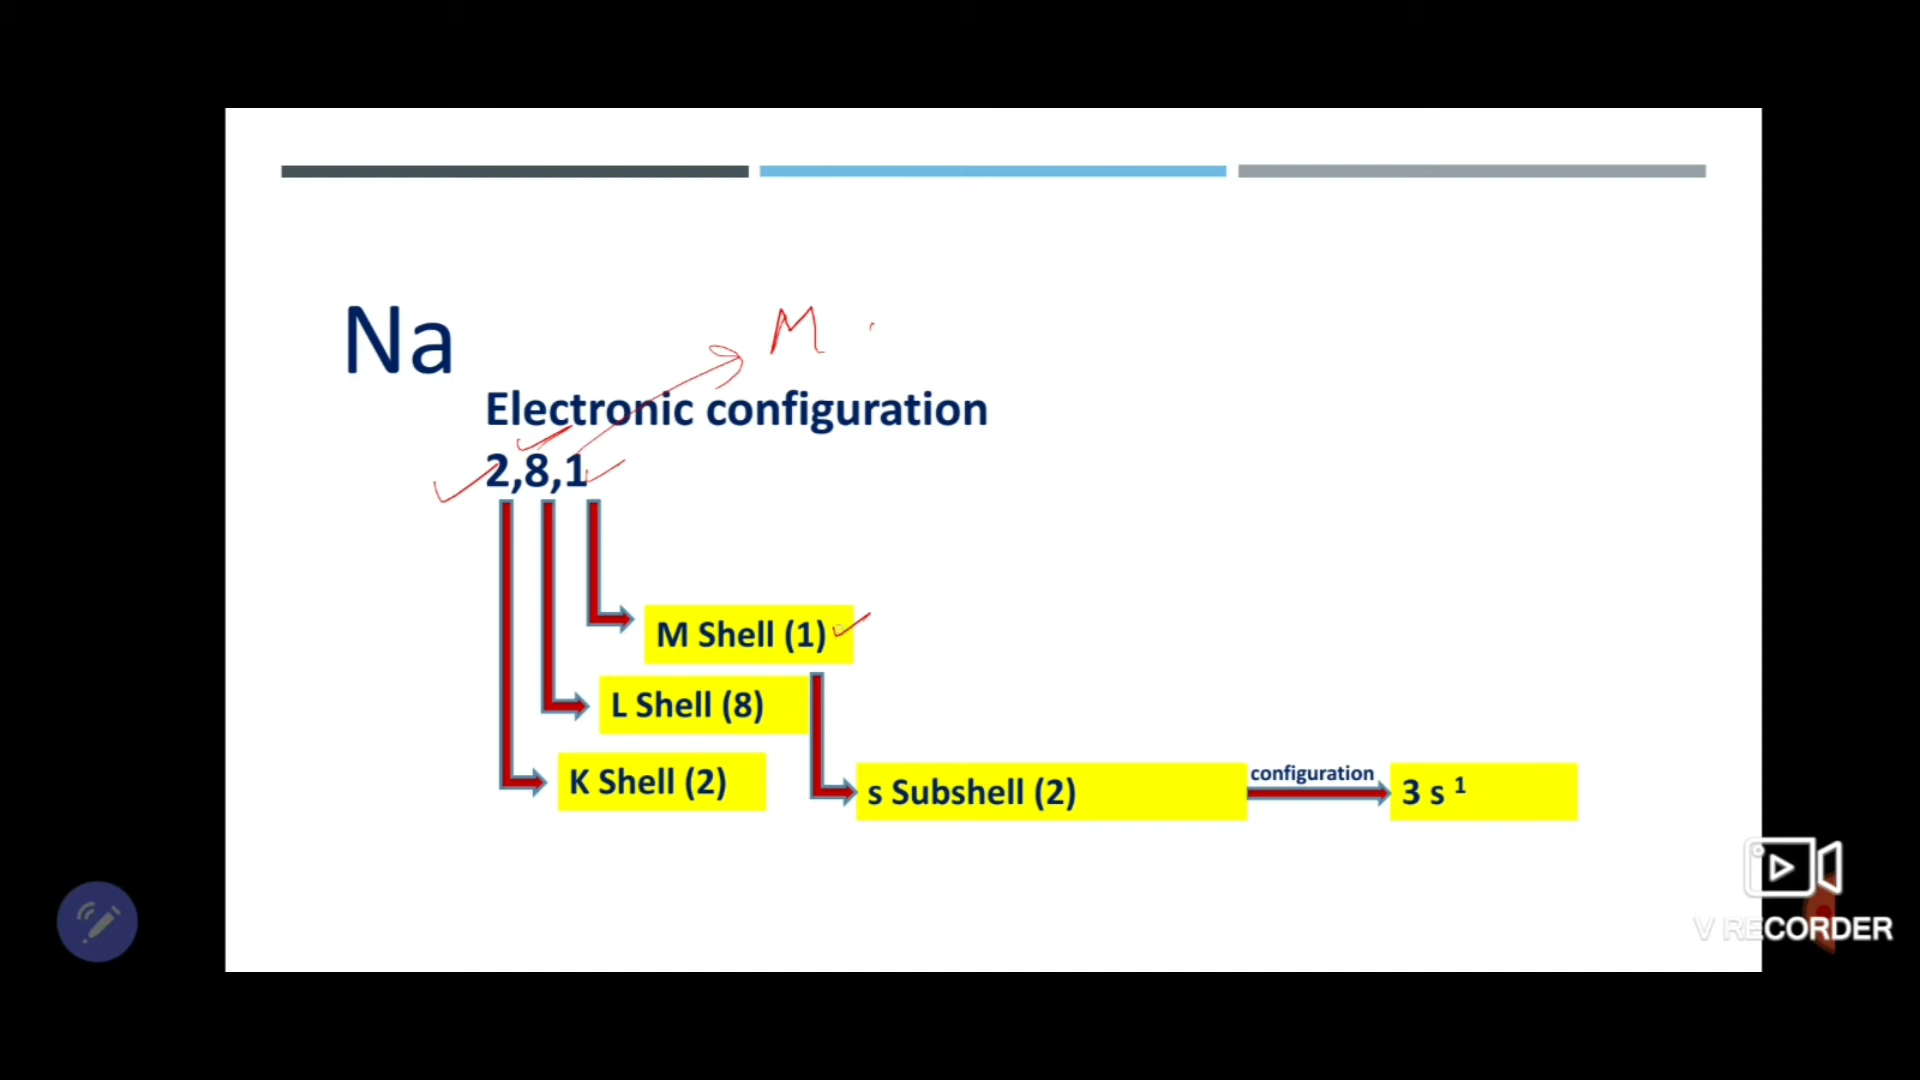 Na
M
Electronic configuration
2,8,1
M Shell (1)
L Shell (8)
K Shell (2)
s Subshell (2)
configuration
3 s 1
V RECORDER